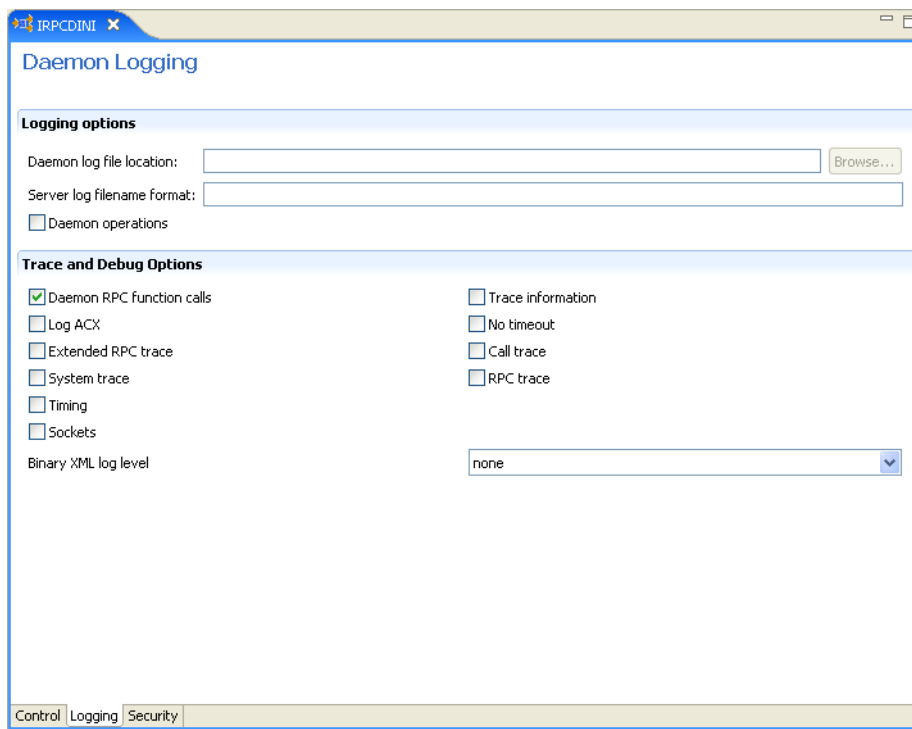 IRPCDINI
Daemon Logging
Logging options
Daemon log file location: Browse...
Server log filename format:
Daemon operations
Trace and Debug Options
Daemon RPC function calls Trace information
Log ACX No timeout
Extended RPC trace Call trace
System trace RPC trace
Timing
Sockets
Binary XML log level none
Control Logging Security